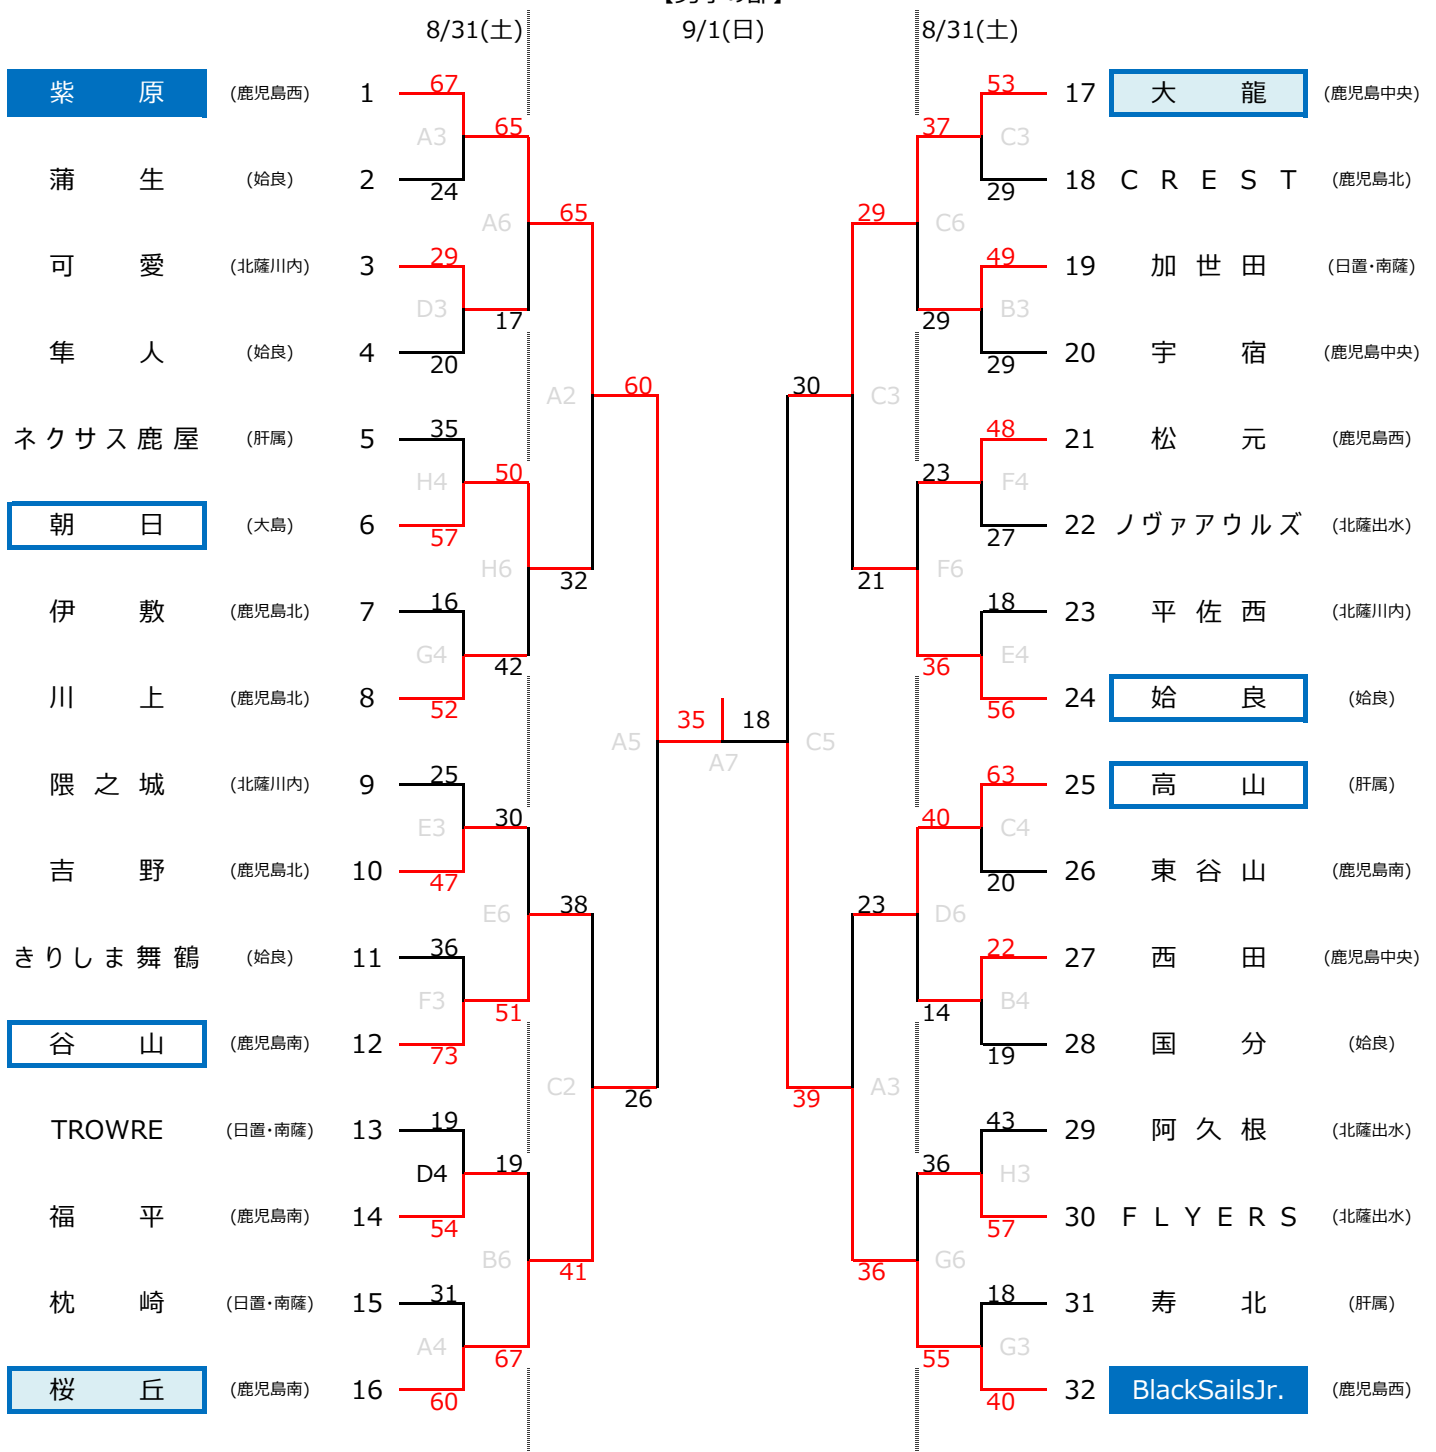 8/31(土) 9/1(日) 8/31(土)
紫原 (鹿児島西) 1 67 53 17 大龍 (鹿児島中央)
A3 65 37 C3
蒲生 (姶良) 2 24 29 18 CREST (鹿児島北)
A6 65 29 C6
可愛 (北薩川内) 3 29 49 19 加世田 (日置・南薩)
D3 17 29 B3
隼人 (姶良) 4 20 29 20 宇宿 (鹿児島中央)
A2 60 30 C3
ネクサス鹿屋 (肝属) 5 35 48 21 松元 (鹿児島西)
H4 50 23 F4
朝日 (大島) 6 57 27 22 ノヴァアウルズ (北薩出水)
H6 32 21 F6
伊敷 (鹿児島北) 7 16 18 23 平佐西 (北薩川内)
G4 42 36 E4
川上 (鹿児島北) 8 52 56 24 姶良 (姶良)
A5 35 18 C5
A7
隈之城 (北薩川内) 9 25 63 25 高山 (肝属)
E3 30 40 C4
吉野 (鹿児島北) 10 47 20 26 東谷山 (鹿児島南)
E6 38 23 D6
きりしま舞鶴 (姶良) 11 36 22 27 西田 (鹿児島中央)
F3 51 14 B4
谷山 (鹿児島南) 12 73 19 28 国分 (姶良)
C2 26 39 A3
TROWRE (日置・南薩) 13 19 43 29 阿久根 (北薩出水)
D4 19 36 H3
福平 (鹿児島南) 14 54 57 30 FLYERS (北薩出水)
B6 41 36 G6
枕崎 (日置・南薩) 15 31 18 31 寿北 (肝属)
A4 67 55 G3
桜丘 (鹿児島南) 16 60 40 32 BlackSailsJr. (鹿児島西)